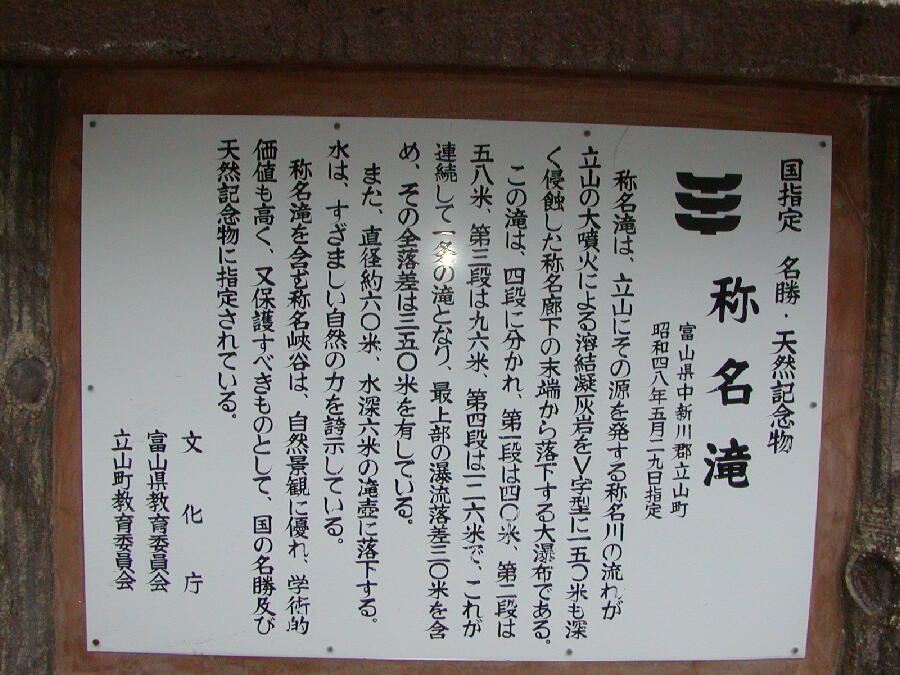 国指定　名勝・天然記念物
称名滝
富山県中新川郡立山町
昭和四八年五月二九日指定
称名滝は、立山にその源を発する称名川の流れが
立山の大噴火による溶結凝灰岩をV字型に一五〇米も深
く侵蝕した称名廊下の末端から落下する大瀑布である。
この滝は、四段に分かれ、第一段は四〇米、第二段は
五八米、第三段は九六米、第四段は一二六米で、これが
連続して一条の滝となり、最上部の瀑流落差三〇米を含
め、その全落差は三五〇米を有している。
また、直径約六〇米、水深六米の滝壺に落下する。
水は、すざましい自然の力を誇示している。
称名滝を含む称名峡谷は、自然景観に優れ、学術的
価値も高く、又保護すべきものとして、国の名勝及び
天然記念物に指定されている。
文化庁
富山県教育委員会
立山町教育委員会